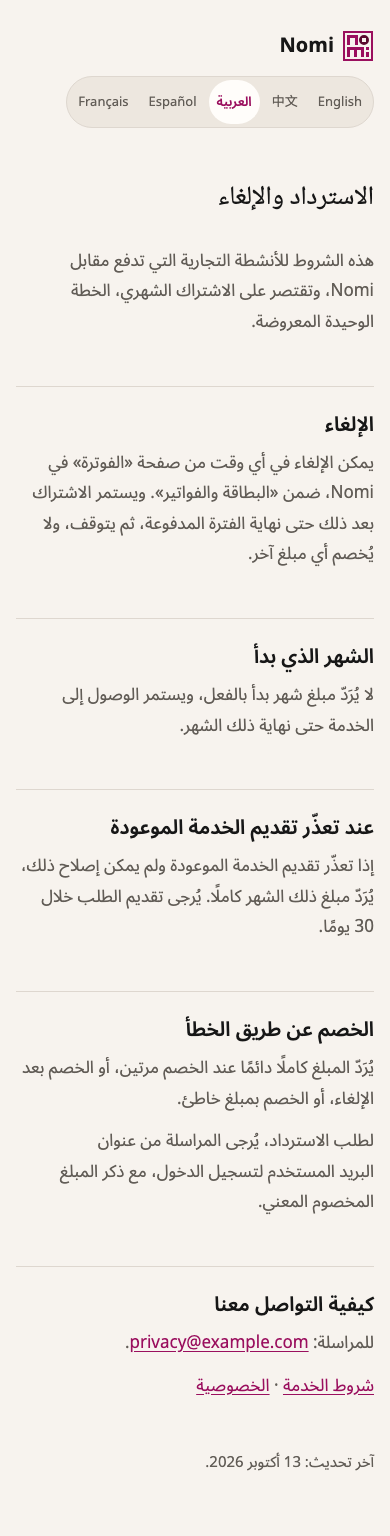 Nomi
English 中文 العربية Español Français
الاسترداد والإلغاء
هذه الشروط للأنشطة التجارية التي تدفع مقابل
Nomi، وتقتصر على الاشتراك الشهري، الخطة
الوحيدة المعروضة.
الإلغاء
يمكن الإلغاء في أي وقت من صفحة «الفوترة» في
Nomi، ضمن «البطاقة والفواتير». ويستمر الاشتراك
بعد ذلك حتى نهاية الفترة المدفوعة، ثم يتوقف، ولا
يُخصم أي مبلغ آخر.
الشهر الذي بدأ
لا يُرَدّ مبلغ شهر بدأ بالفعل، ويستمر الوصول إلى
الخدمة حتى نهاية ذلك الشهر.
عند تعذّر تقديم الخدمة الموعودة
إذا تعذّر تقديم الخدمة الموعودة ولم يمكن إصلاح ذلك،
يُرَدّ مبلغ ذلك الشهر كاملًا. يُرجى تقديم الطلب خلال
30 يومًا.
الخصم عن طريق الخطأ
يُرَدّ المبلغ كاملًا دائمًا عند الخصم مرتين، أو الخصم بعد
الإلغاء، أو الخصم بمبلغ خاطئ.
لطلب الاسترداد، يُرجى المراسلة من عنوان
البريد المستخدم لتسجيل الدخول، مع ذكر المبلغ
المخصوم المعني.
كيفية التواصل معنا
للمراسلة: privacy@example.com.
شروط الخدمة · الخصوصية
آخر تحديث: 13 أكتوبر 2026.